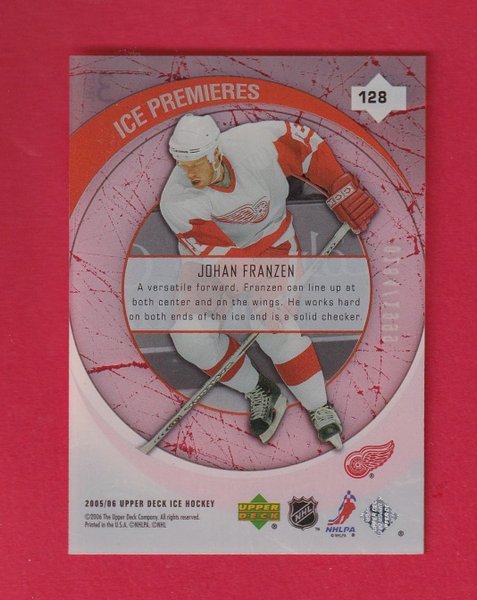 ICE PREMIERES
128
JOHAN FRANZEN
A versatile forward, Franzen can line up at
both center and on the wings. He works hard
on both ends of the ice and is a solid checker.
2005/06 UPPER DECK ICE HOCKEY
©2006 The Upper Deck Company. All rights reserved.
Printed in the U.S.A. ©NHLPA. ©NHL
UPPER
DECK
®
NHL
™
NHLPA
©NHLPA
®
®